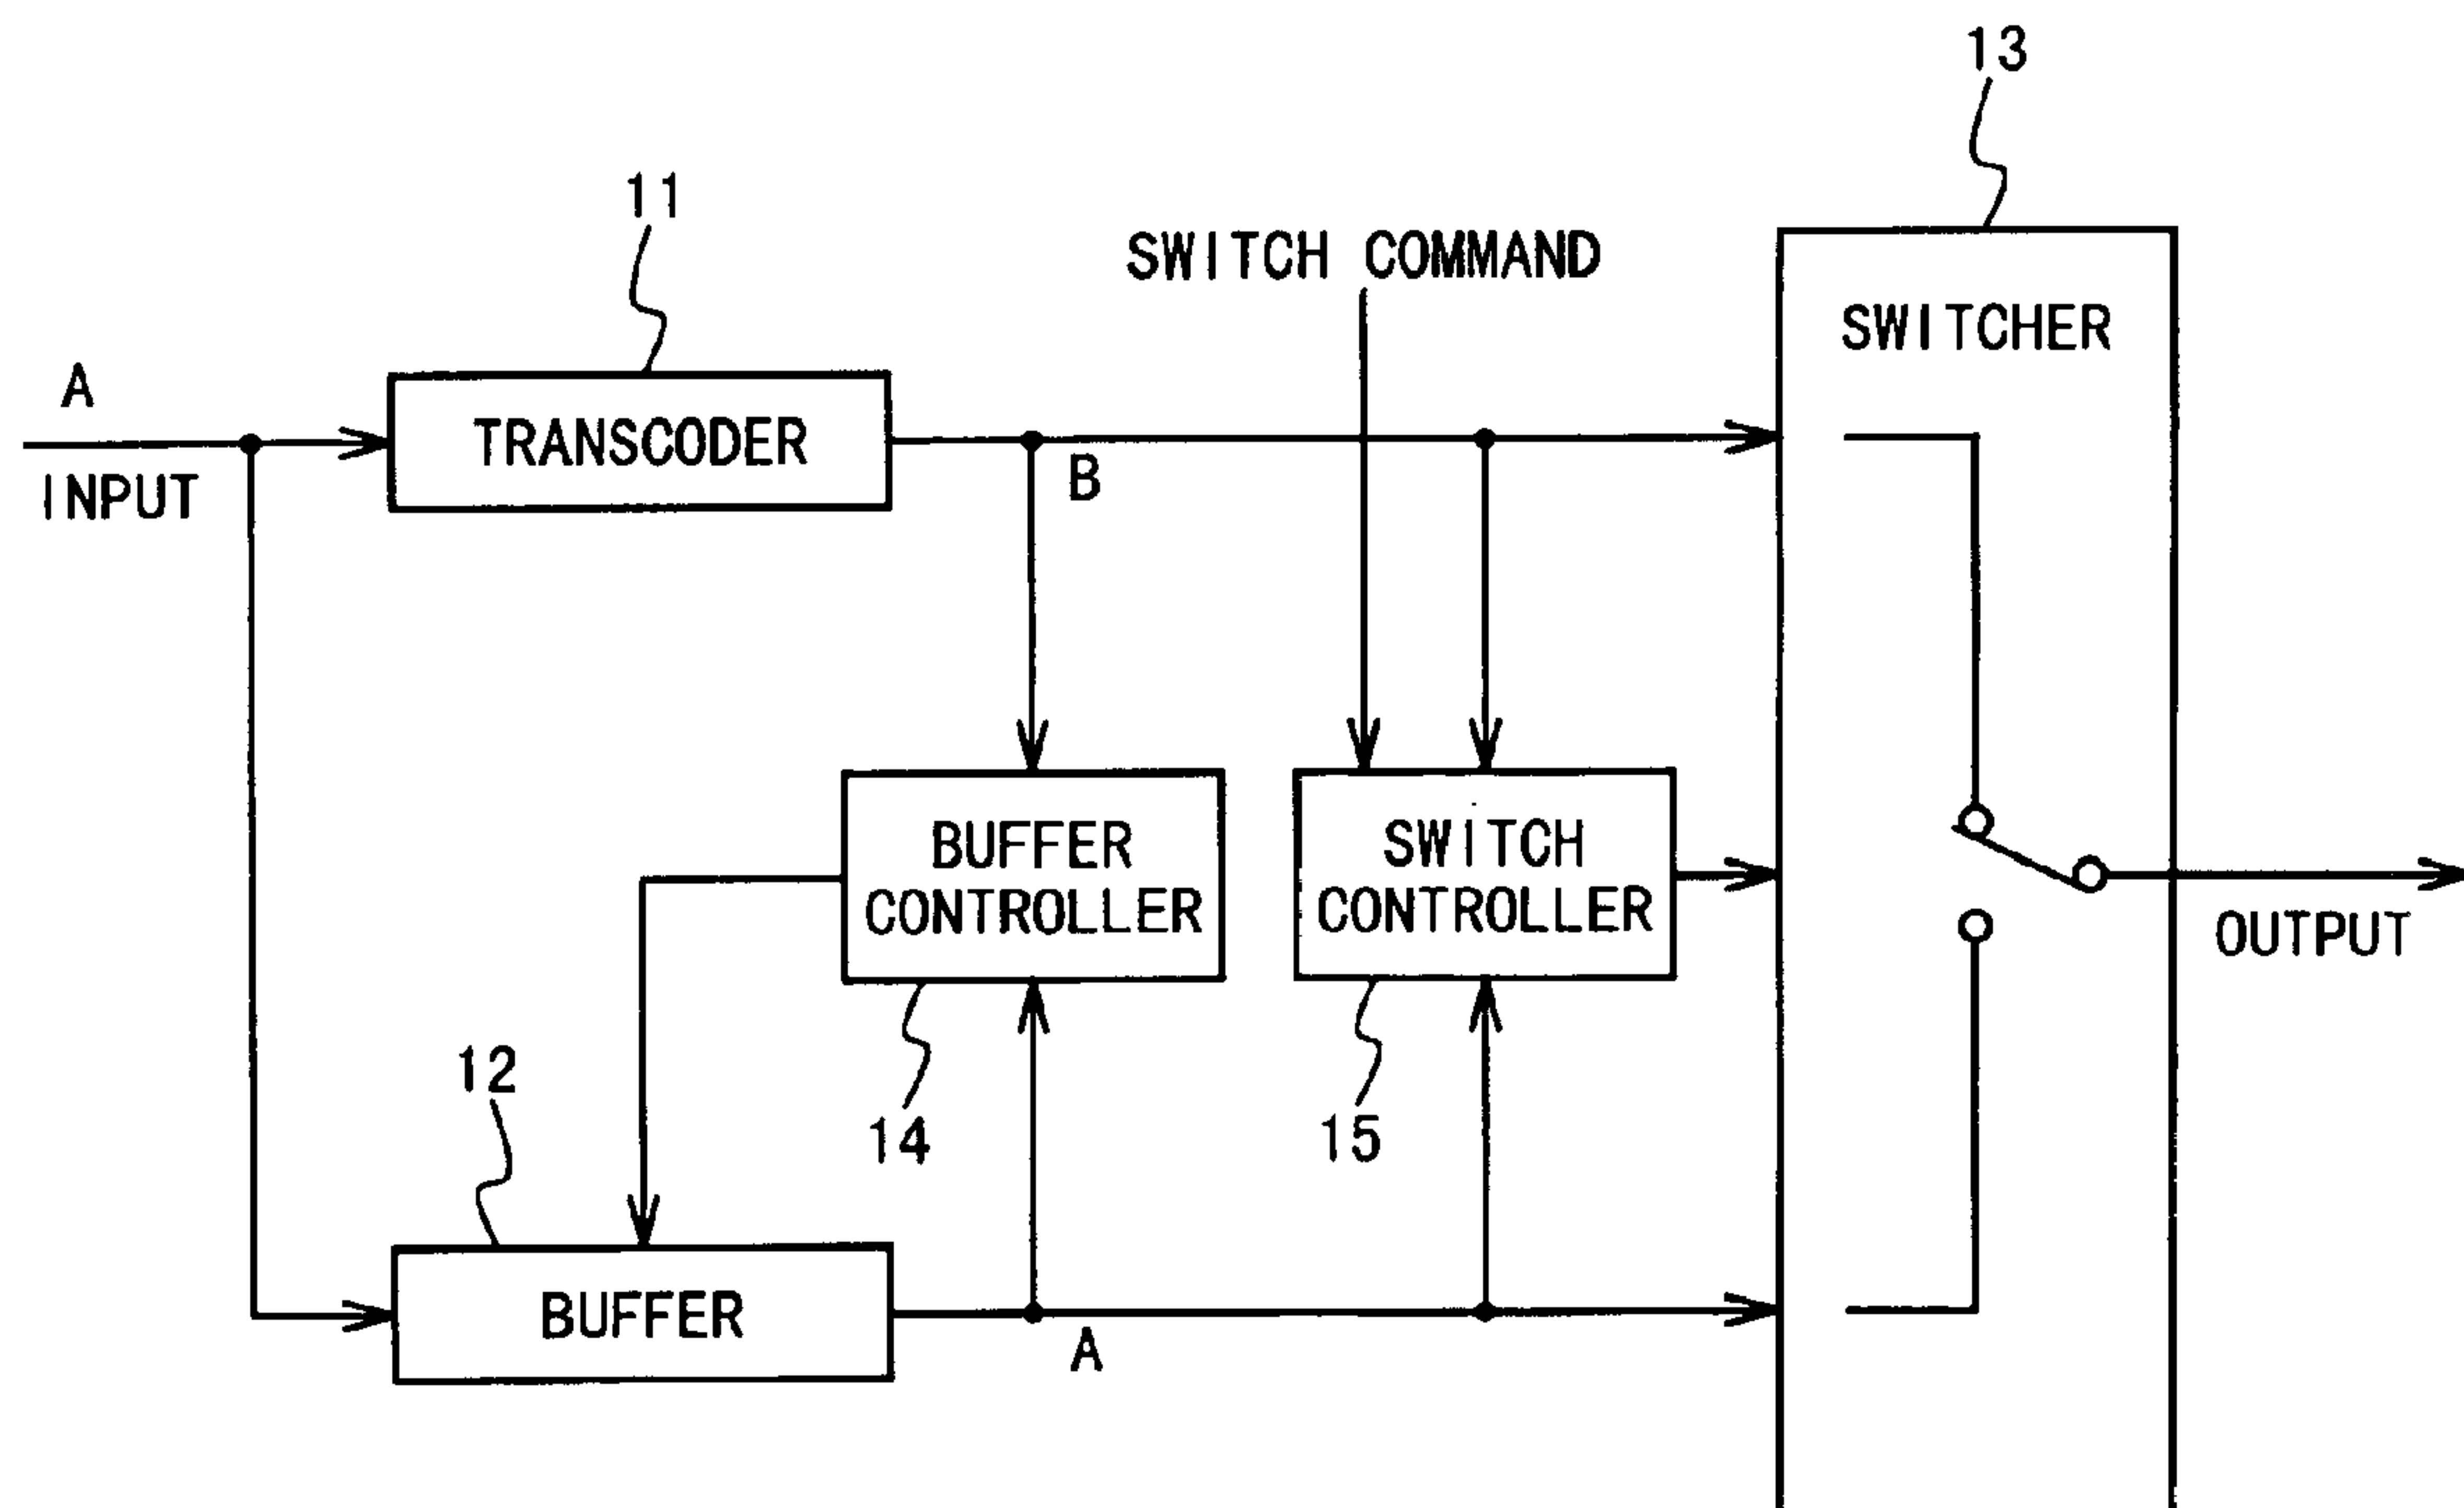 13
11
SWITCH COMMAND
SWITCHER
A
TRANSCODER
INPUT
B
BUFFER
CONTROLLER
SWITCH
CONTROLLER
OUTPUT
12
14
15
BUFFER
A